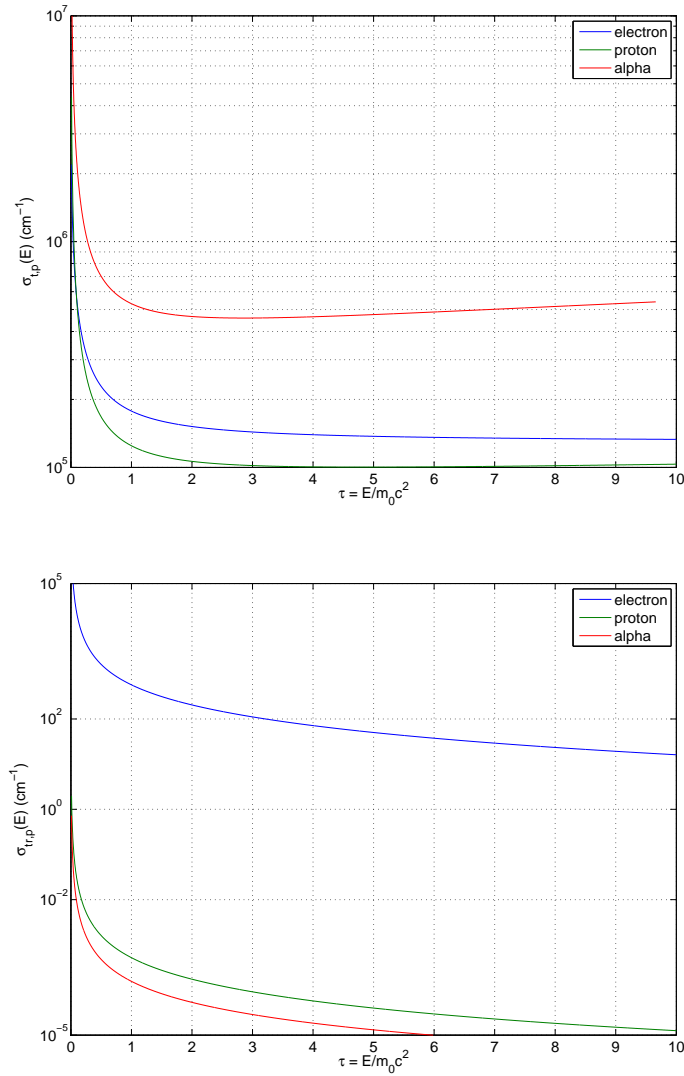 10^7
electron
proton
alpha
10^6
10^5
σ_{t,p}(E) (cm^{−1})
0 1 2 3 4 5 6 7 8 9 10
τ = E/m_0c^2
10^5
electron
proton
alpha
10^2
10^0
10^{−2}
10^{−5}
σ_{tr,p}(E) (cm^{−1})
0 1 2 3 4 5 6 7 8 9 10
τ = E/m_0c^2